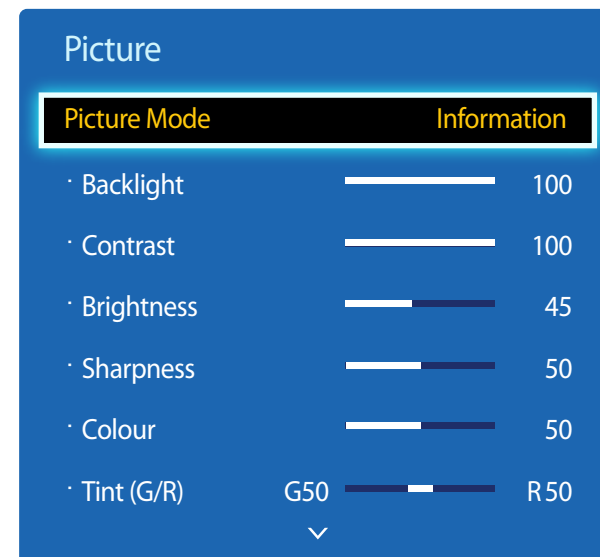 Picture
Picture Mode Information
· Backlight 100
· Contrast 100
· Brightness 45
· Sharpness 50
· Colour 50
· Tint (G/R) G50 R50